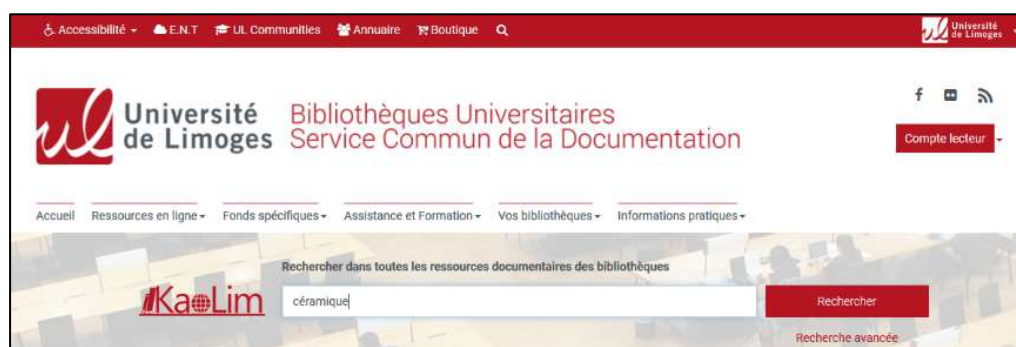 Accessibilité E.N.T UL Communities Annuaire Boutique
Université
de Limoges
Université
de Limoges
Bibliothèques Universitaires
Service Commun de la Documentation
Compte lecteur
Accueil Ressources en ligne Fonds spécifiques Assistance et Formation Vos bibliothèques Informations pratiques
Rechercher dans toutes les ressources documentaires des bibliothèques
KaoLim
céramique
Rechercher
Recherche avancée